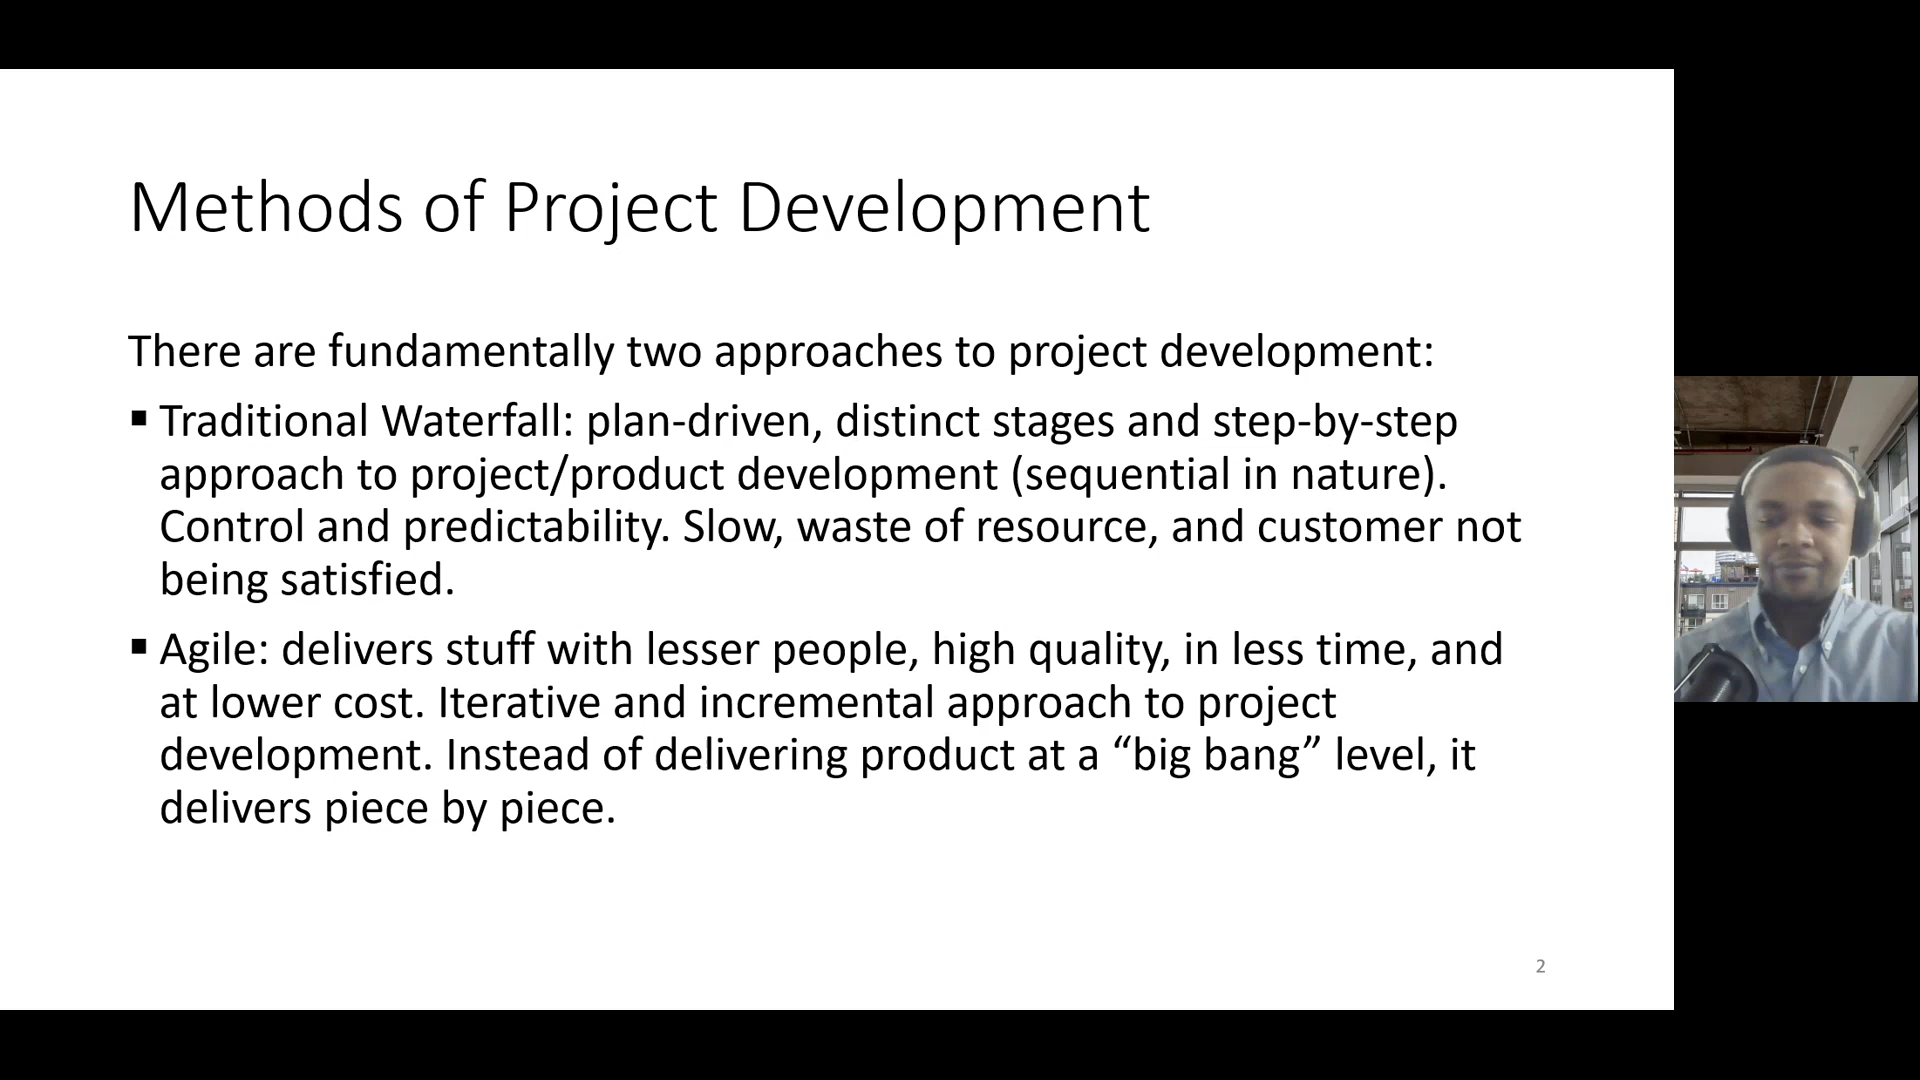 Methods of Project Development
There are fundamentally two approaches to project development:
▪ Traditional Waterfall: plan-driven, distinct stages and step-by-step
approach to project/product development (sequential in nature).
Control and predictability. Slow, waste of resource, and customer not
being satisfied.
▪ Agile: delivers stuff with lesser people, high quality, in less time, and
at lower cost. Iterative and incremental approach to project
development. Instead of delivering product at a “big bang” level, it
delivers piece by piece.
2